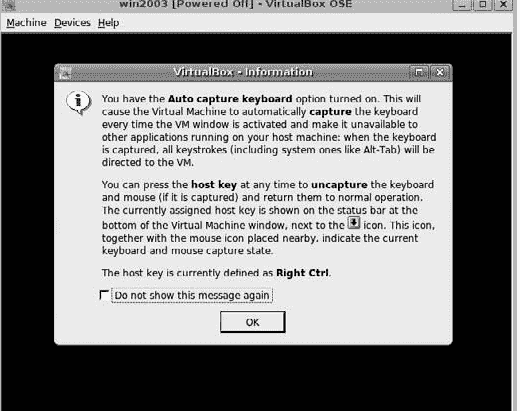 win2003 [Powered Off] - VirtualBox OSE
Machine Devices Help
VirtualBox - Information
You have the Auto capture keyboard option turned on. This will
cause the Virtual Machine to automatically capture the keyboard
every time the VM window is activated and make it unavailable to
other applications running on your host machine: when the keyboard
is captured, all keystrokes (including system ones like Alt-Tab) will be
directed to the VM.
You can press the host key at any time to uncapture the keyboard
and mouse (if it is captured) and return them to normal operation.
The currently assigned host key is shown on the status bar at the
bottom of the Virtual Machine window, next to the icon. This icon,
together with the mouse icon placed nearby, indicate the current
keyboard and mouse capture state.
The host key is currently defined as Right Ctrl.
Do not show this message again
OK